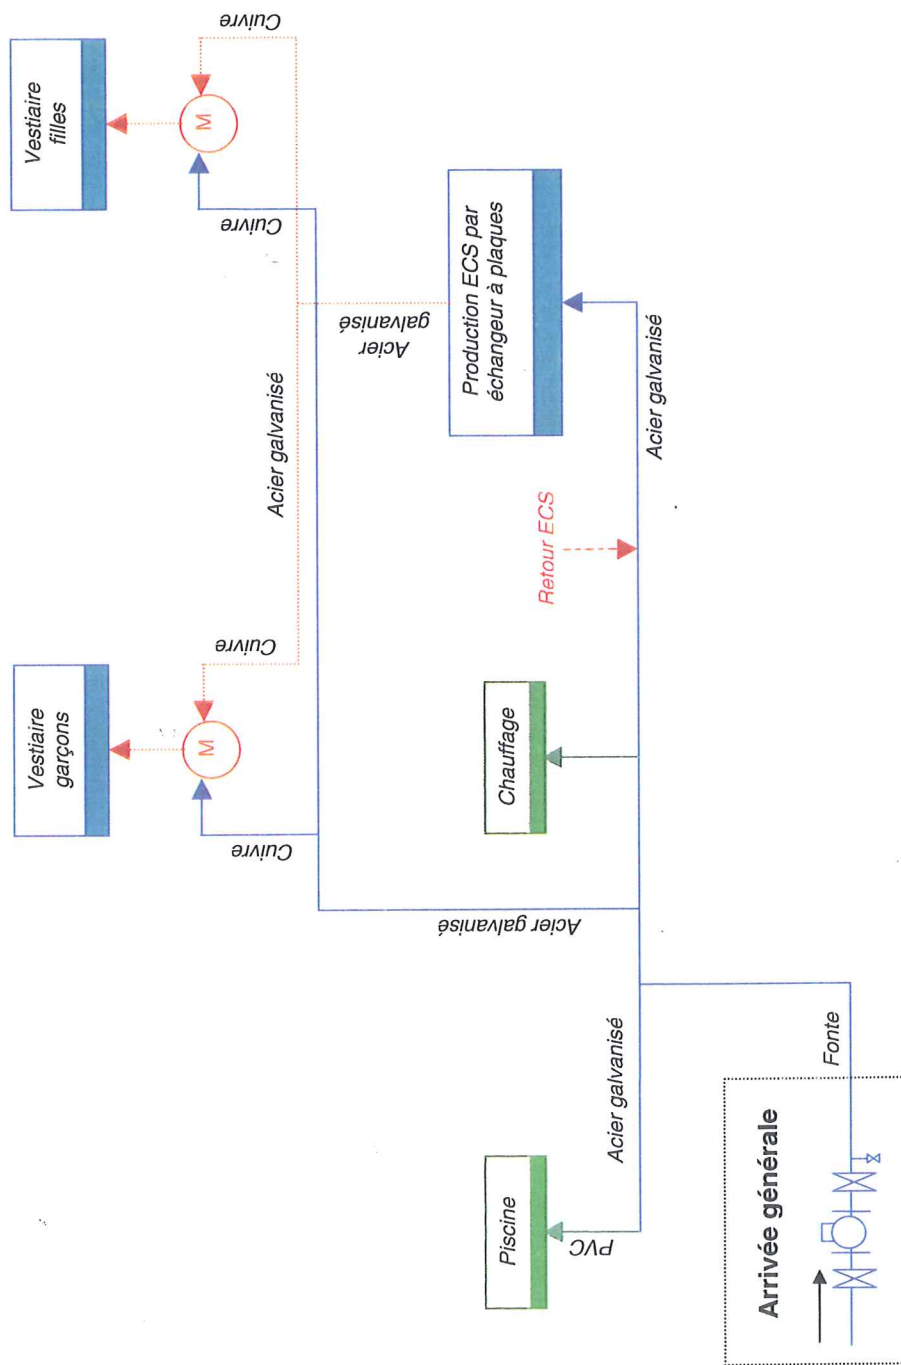 Vestiaire
garçons
Vestiaire
filles
M
M
Cuivre
Cuivre
Cuivre
Cuivre
Acier galvanisé
Acier galvanisé
Acier
galvanisé
Piscine
PVC
Chauffage
Retour ECS
Production ECS par
échangeur à plaques
Acier galvanisé
Acier galvanisé
Arrivée générale
Fonte